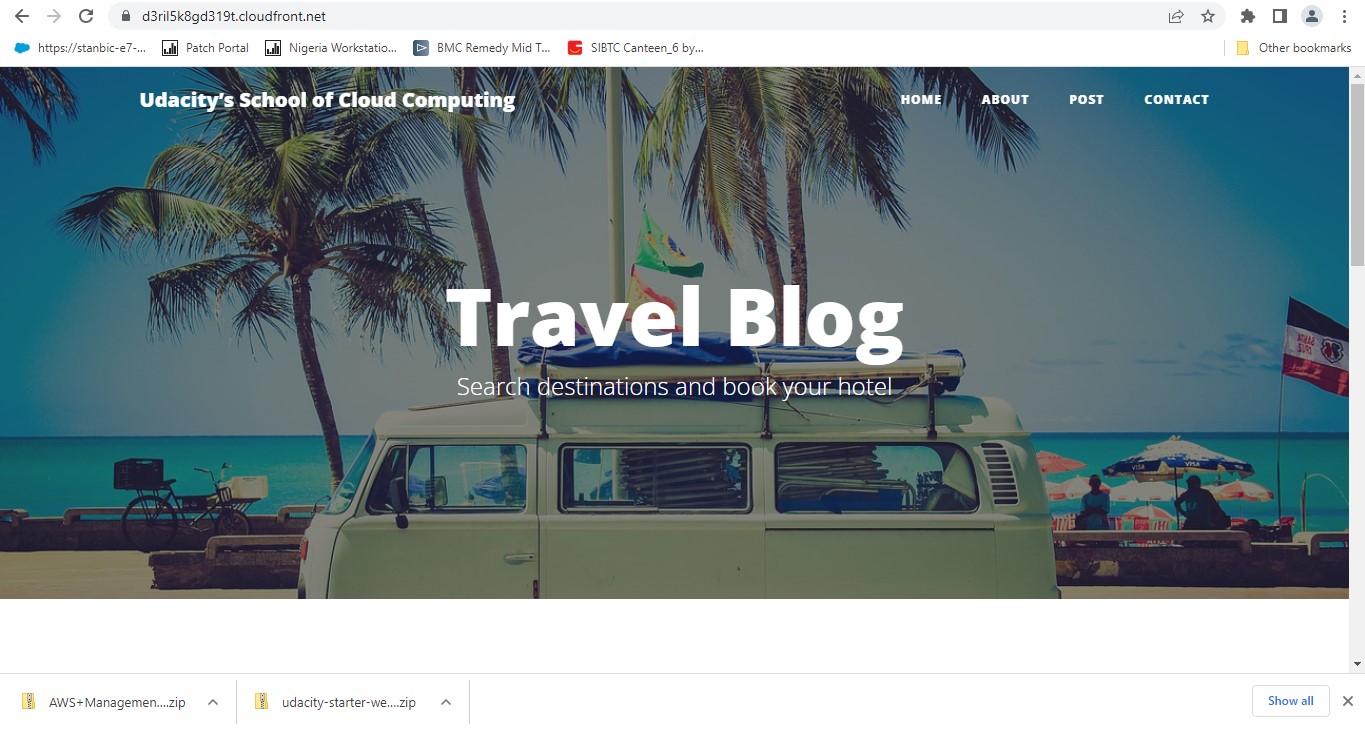 d3ril5k8gd319t.cloudfront.net
https://stanbic-e7-...
Patch Portal
Nigeria Workstatio...
BMC Remedy Mid T...
SIBTC Canteen_6 by...
Other bookmarks
Udacity’s School of Cloud Computing
HOME
ABOUT
POST
CONTACT
Travel Blog
Search destinations and book your hotel
VISA
VISA
AWS+Managemen....zip
udacity-starter-we....zip
Show all